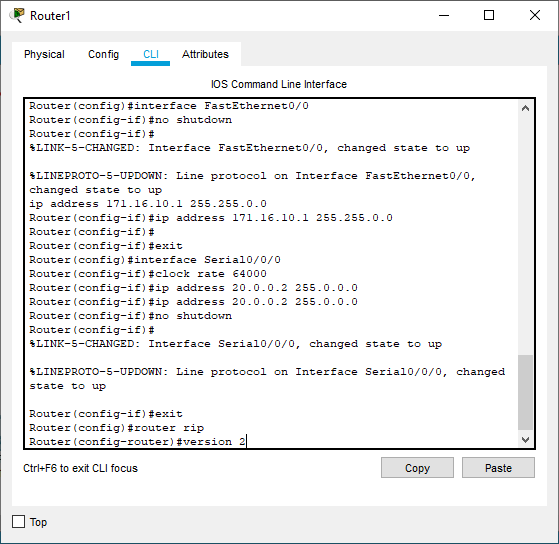 Router1
Physical Config CLI Attributes
IOS Command Line Interface
Router(config)#interface FastEthernet0/0
Router(config-if)#no shutdown
Router(config-if)#
%LINK-5-CHANGED: Interface FastEthernet0/0, changed state to up
%LINEPROTO-5-UPDOWN: Line protocol on Interface FastEthernet0/0,
changed state to up
ip address 171.16.10.1 255.255.0.0
Router(config-if)#ip address 171.16.10.1 255.255.0.0
Router(config-if)#
Router(config-if)#exit
Router(config)#interface Serial0/0/0
Router(config-if)#clock rate 64000
Router(config-if)#ip address 20.0.0.2 255.0.0.0
Router(config-if)#ip address 20.0.0.2 255.0.0.0
Router(config-if)#no shutdown
Router(config-if)#
%LINK-5-CHANGED: Interface Serial0/0/0, changed state to up
%LINEPROTO-5-UPDOWN: Line protocol on Interface Serial0/0/0, changed
state to up
Router(config-if)#exit
Router(config)#router rip
Router(config-router)#version 2
Ctrl+F6 to exit CLI focus
Copy Paste
Top